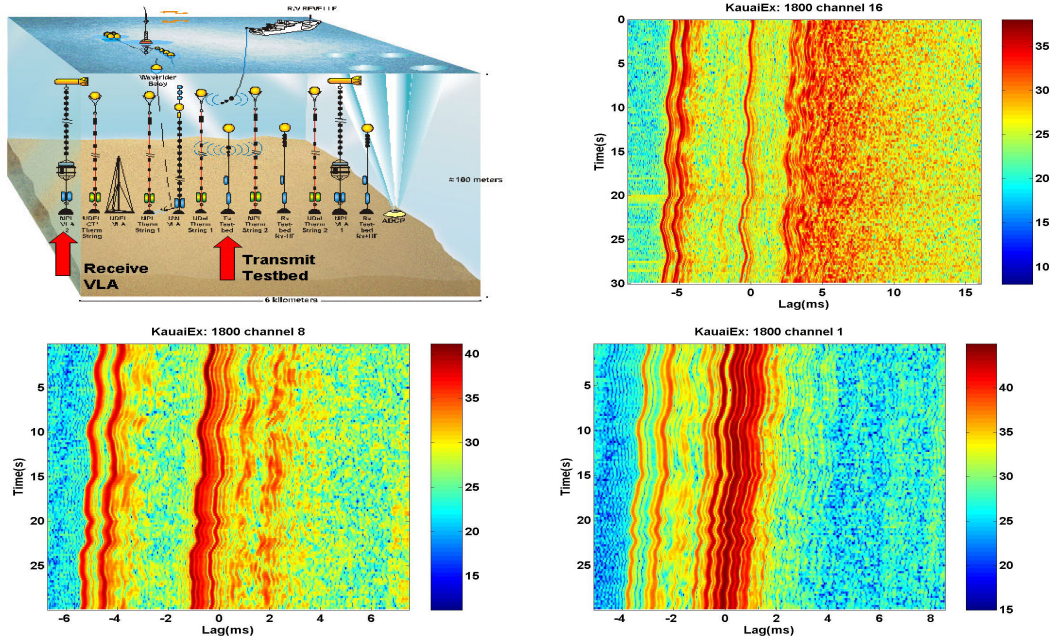 R/V REVELLE
Waverider
Buoy
≈ 160 meters
ADCP
Receive
VLA
Transmit
Testbed
6 kilometers
KauaiEx: 1800 channel 16
Time(s)
0
5
10
15
20
25
30
-5
0
5
10
15
Lag(ms)
35
30
25
20
15
10
KauaiEx: 1800 channel 8
Time(s)
5
10
15
20
25
-6
-4
-2
0
2
4
6
Lag(ms)
40
35
30
25
20
15
KauaiEx: 1800 channel 1
Time(s)
5
10
15
20
25
-4
-2
0
2
4
6
8
Lag(ms)
40
35
30
25
20
15